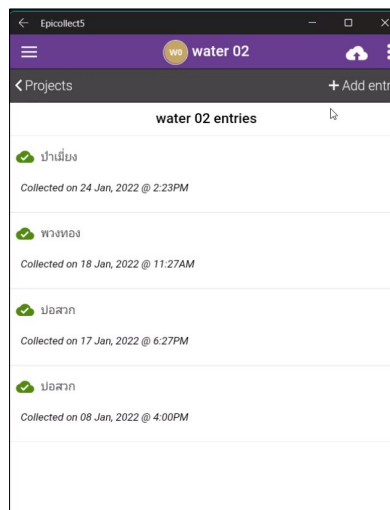 Epicollect5
WO water 02
Projects
+ Add entr
water 02 entries
ป่าเมี่ยง
Collected on 24 Jan, 2022 @ 2:23PM
พวงทอง
Collected on 18 Jan, 2022 @ 11:27AM
บ่อสวก
Collected on 17 Jan, 2022 @ 6:27PM
บ่อสวก
Collected on 08 Jan, 2022 @ 4:00PM